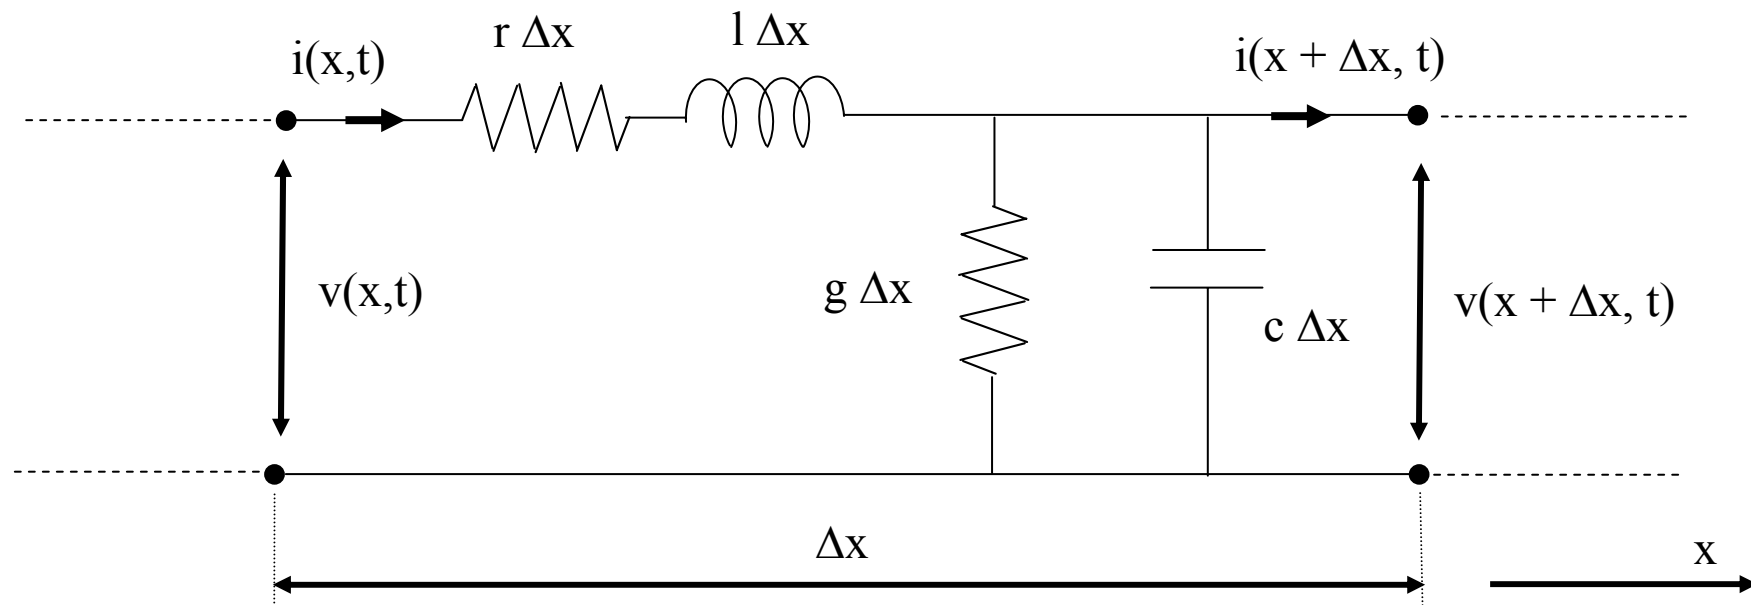 r Δx
l Δx
i(x,t)
i(x + Δx, t)
v(x,t)
g Δx
c Δx
v(x + Δx, t)
Δx
x